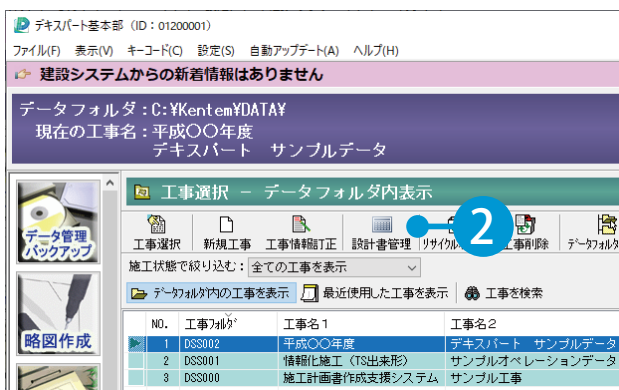 デキスパート基本部 (ID：01200001)
ファイル(F) 表示(V) キーコード(C) 設定(S) 自動アップデート(A) ヘルプ(H)
建設システムからの新着情報はありません
データフォルダ：C:¥Kentem¥DATA¥
現在の工事名：平成〇〇年度
デキスパート サンプルデータ
データ管理
バックアップ
略図作成
工事選択 － データフォルダ内表示
工事選択 新規工事 工事情報訂正 設計書管理 リサイクル 工事削除 データフォルダ
2
施工状態で絞り込む：全ての工事を表示
データフォルダ内の工事を表示 最近使用した工事を表示 工事を検索
NO. 工事フォルダ 工事名１ 工事名２
1 DSS002 平成〇〇年度 デキスパート サンプルデータ
2 DSS001 情報化施工（TS出来形） サンプルオペレーションデータ
3 DSS000 施工計画書作成支援システム サンプル工事